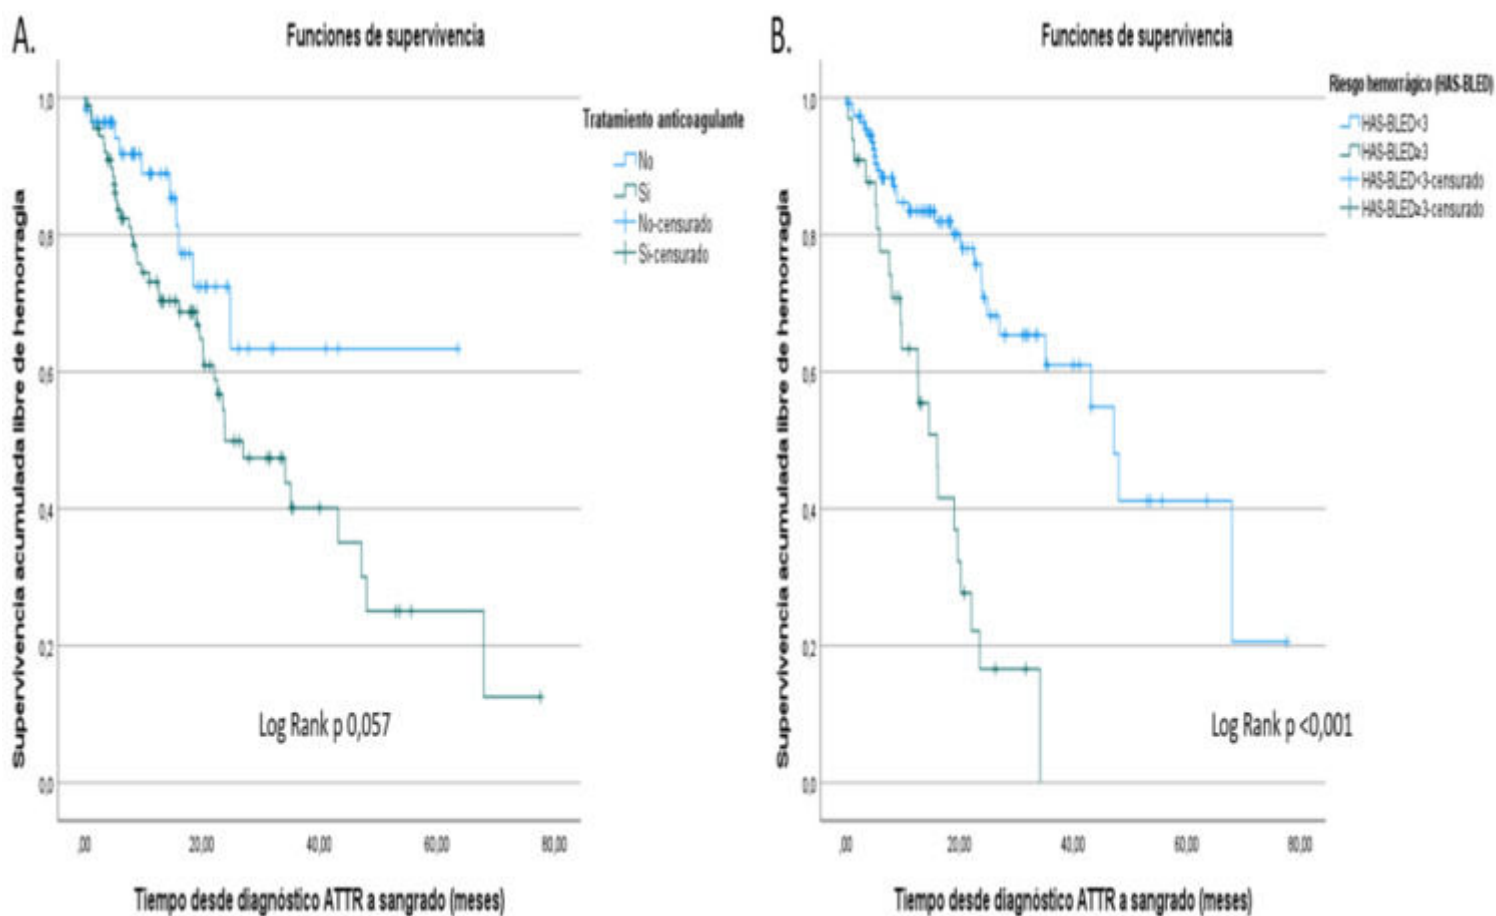 A.
Funciones de supervivencia
Supervivencia acumulada libre de hemorragia
1,0
0,8
0,6
0,4
0,2
0,0
,00
20,00
40,00
60,00
80,00
Tiempo desde diagnóstico ATTR a sangrado (meses)
Tratamiento anticoagulante
No
Si
No-censurado
Si-censurado
Log Rank p 0,057
B.
Funciones de supervivencia
Supervivencia acumulada libre de hemorragia
1,0
0,8
0,6
0,4
0,2
0,0
,00
20,00
40,00
60,00
80,00
Tiempo desde diagnóstico ATTR a sangrado (meses)
Riesgo hemorrágico (HAS-BLED)
HAS-BLED<3
HAS-BLED≥3
HAS-BLED<3-censurado
HAS-BLED≥3-censurado
Log Rank p <0,001